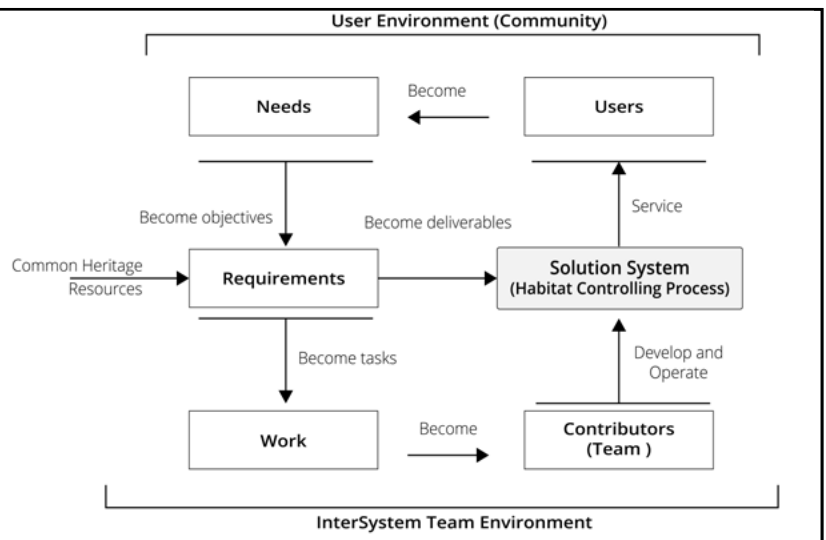 User Environment (Community)
Become
Needs
Users
Service
Become objectives
Become deliverables
Common Heritage
Resources
Requirements
Solution System
(Habitat Controlling Process)
Become tasks
Develop and
Operate
Work
Become
Contributors
(Team )
InterSystem Team Environment